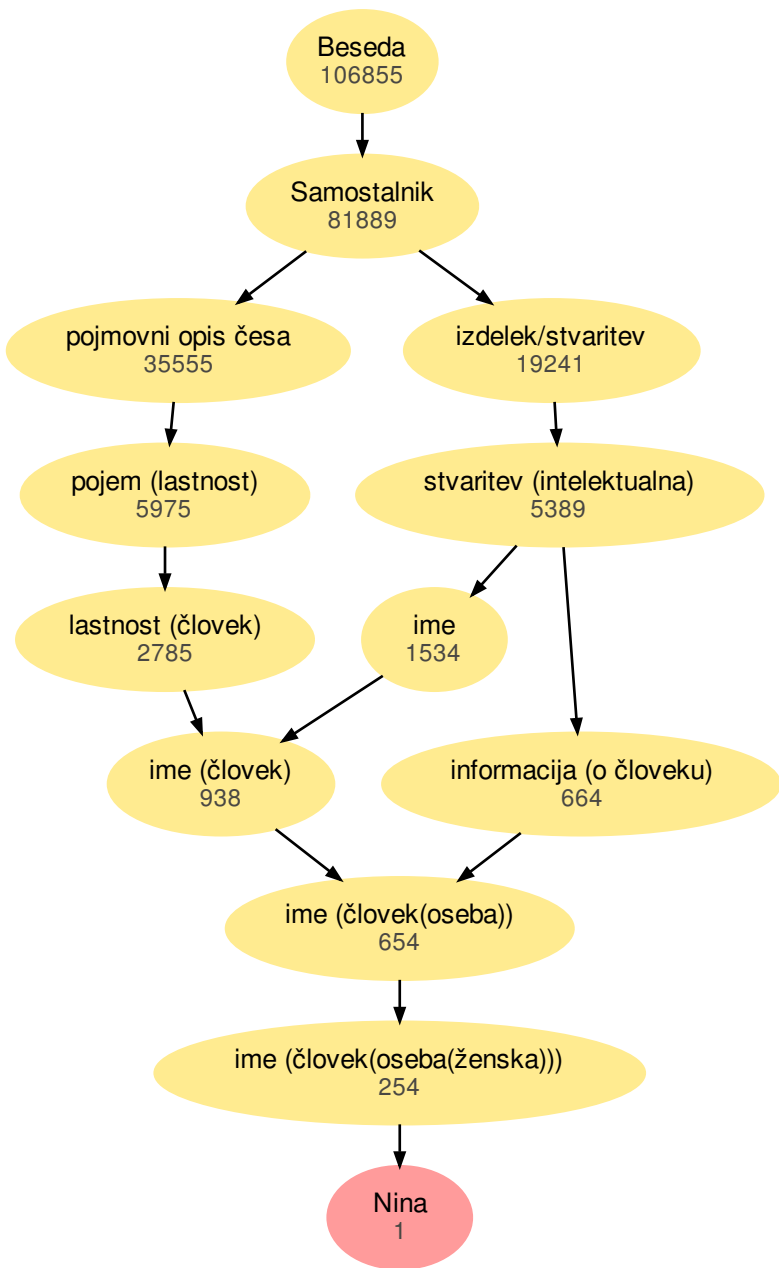 Beseda
106855
Samostalnik
81889
pojmovni opis česa
35555
izdelek/stvaritev
19241
pojem (lastnost)
5975
stvaritev (intelektualna)
5389
lastnost (človek)
2785
ime
1534
ime (človek)
938
informacija (o človeku)
664
ime (človek(oseba))
654
ime (človek(oseba(ženska)))
254
Nina
1